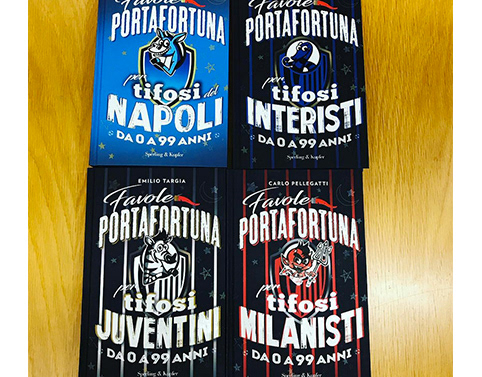 Favole
PORTAFORTUNA
per
tifosi del
NAPOLI
DA 0 A 99 ANNI
Sperling & Kupfer
Favole
PORTAFORTUNA
per
tifosi
INTERISTI
DA 0 A 99 ANNI
Sperling & Kupfer
EMILIO TARGIA
Favole
PORTAFORTUNA
per
tifosi
JUVENTINI
DA 0 A 99 ANNI
Sperling & Kupfer
CARLO PELLEGATTI
Favole
PORTAFORTUNA
per
tifosi
MILANISTI
DA 0 A 99 ANNI
Sperling & Kupfer